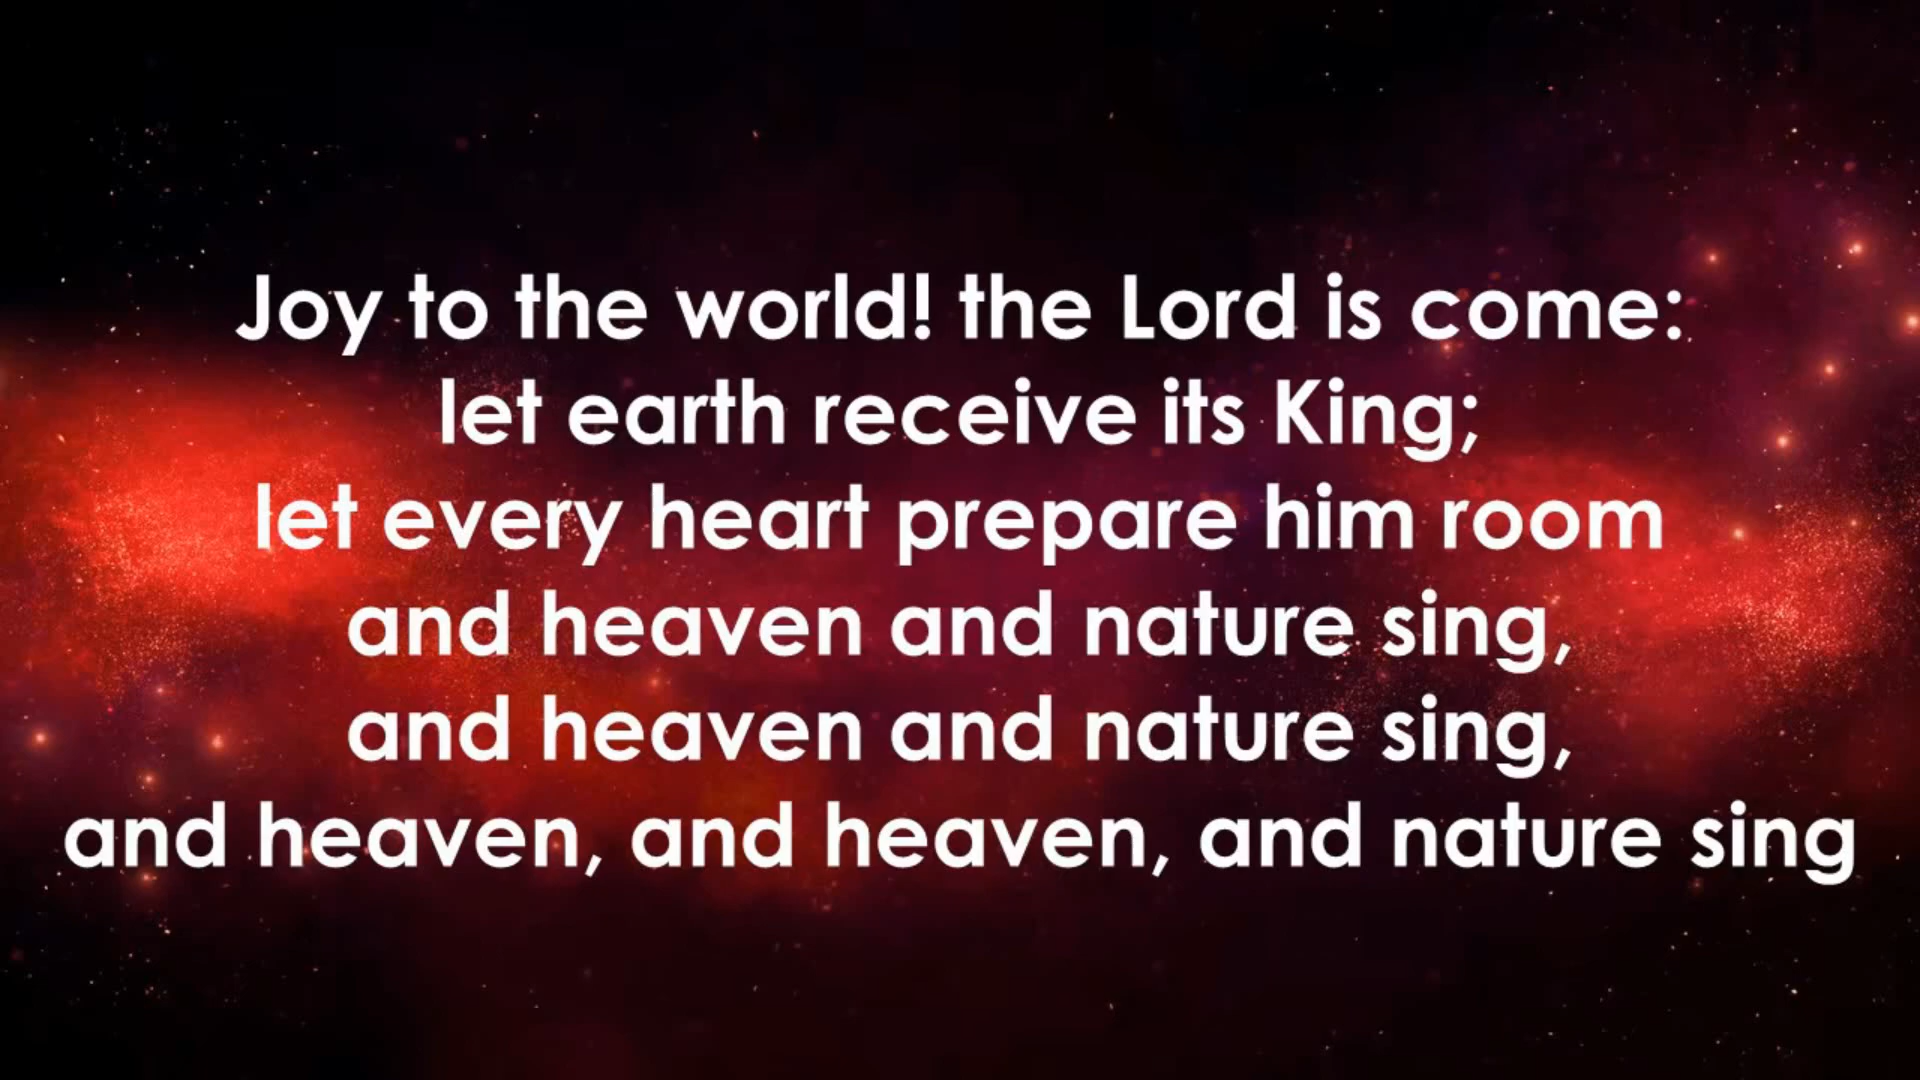 Joy to the world! the Lord is come:
let earth receive its King;
let every heart prepare him room
and heaven and nature sing,
and heaven and nature sing,
and heaven, and heaven, and nature sing